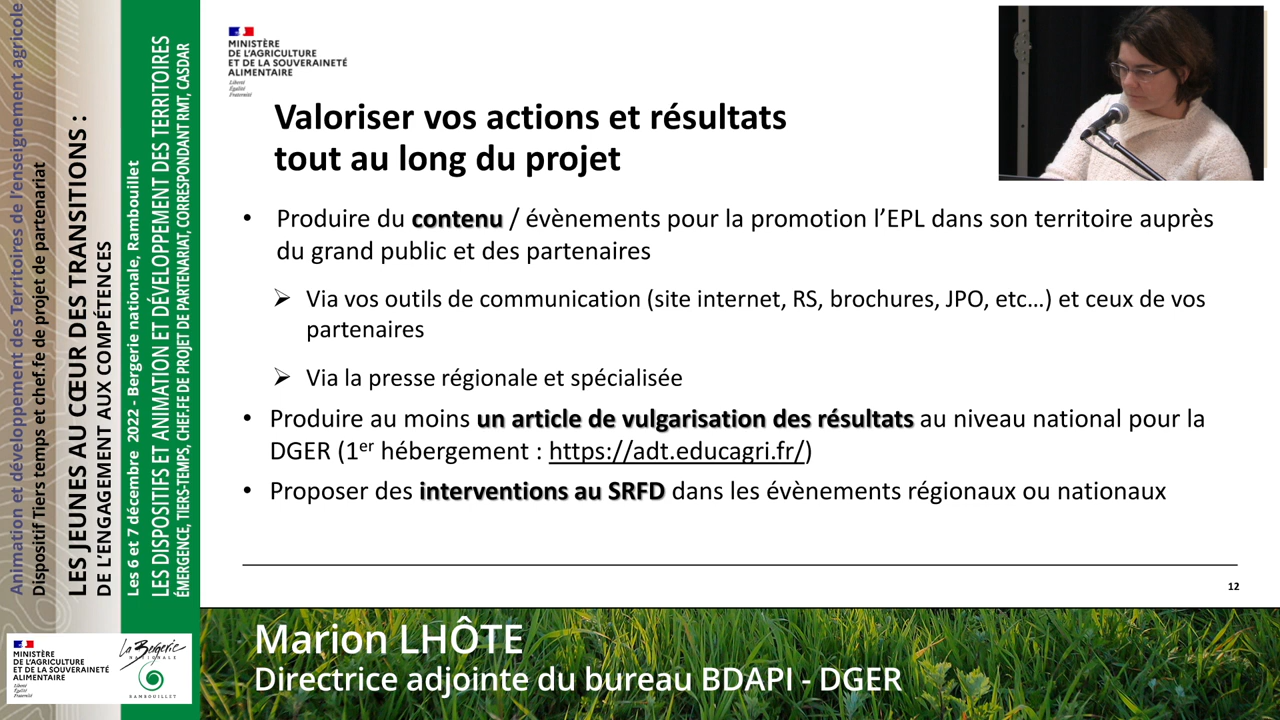 Animation et développement des Territoires de l'enseignement agricole
Dispositif Tiers temps et chef.fe de projet de partenariat
LES JEUNES AU CŒUR DES TRANSITIONS :
DE L'ENGAGEMENT AUX COMPÉTENCES
Les 6 et 7 décembre 2022 - Bergerie nationale, Rambouillet
LES DISPOSITIFS ET ANIMATION ET DÉVELOPPEMENT DES TERRITOIRES
ÉMERGENCE, TIERS-TEMPS, CHEF.FE DE PROJET DE PARTENARIAT, CORRESPONDANT RMT, CASDAR
MINISTÈRE
DE L'AGRICULTURE
ET DE LA SOUVERAINETÉ
ALIMENTAIRE
Liberté
Égalité
Fraternité
Valoriser vos actions et résultats
tout au long du projet
• Produire du contenu / évènements pour la promotion l'EPL dans son territoire auprès
du grand public et des partenaires
➢ Via vos outils de communication (site internet, RS, brochures, JPO, etc…) et ceux de vos
partenaires
➢ Via la presse régionale et spécialisée
• Produire au moins un article de vulgarisation des résultats au niveau national pour la
DGER (1er hébergement : https://adt.educagri.fr/)
• Proposer des interventions au SRFD dans les évènements régionaux ou nationaux
12
MINISTÈRE
DE L'AGRICULTURE
ET DE LA SOUVERAINETÉ
ALIMENTAIRE
Liberté
Égalité
Fraternité
La Bergerie
NATIONALE
RAMBOUILLET
Marion LHÔTE
Directrice adjointe du bureau BDAPI - DGER